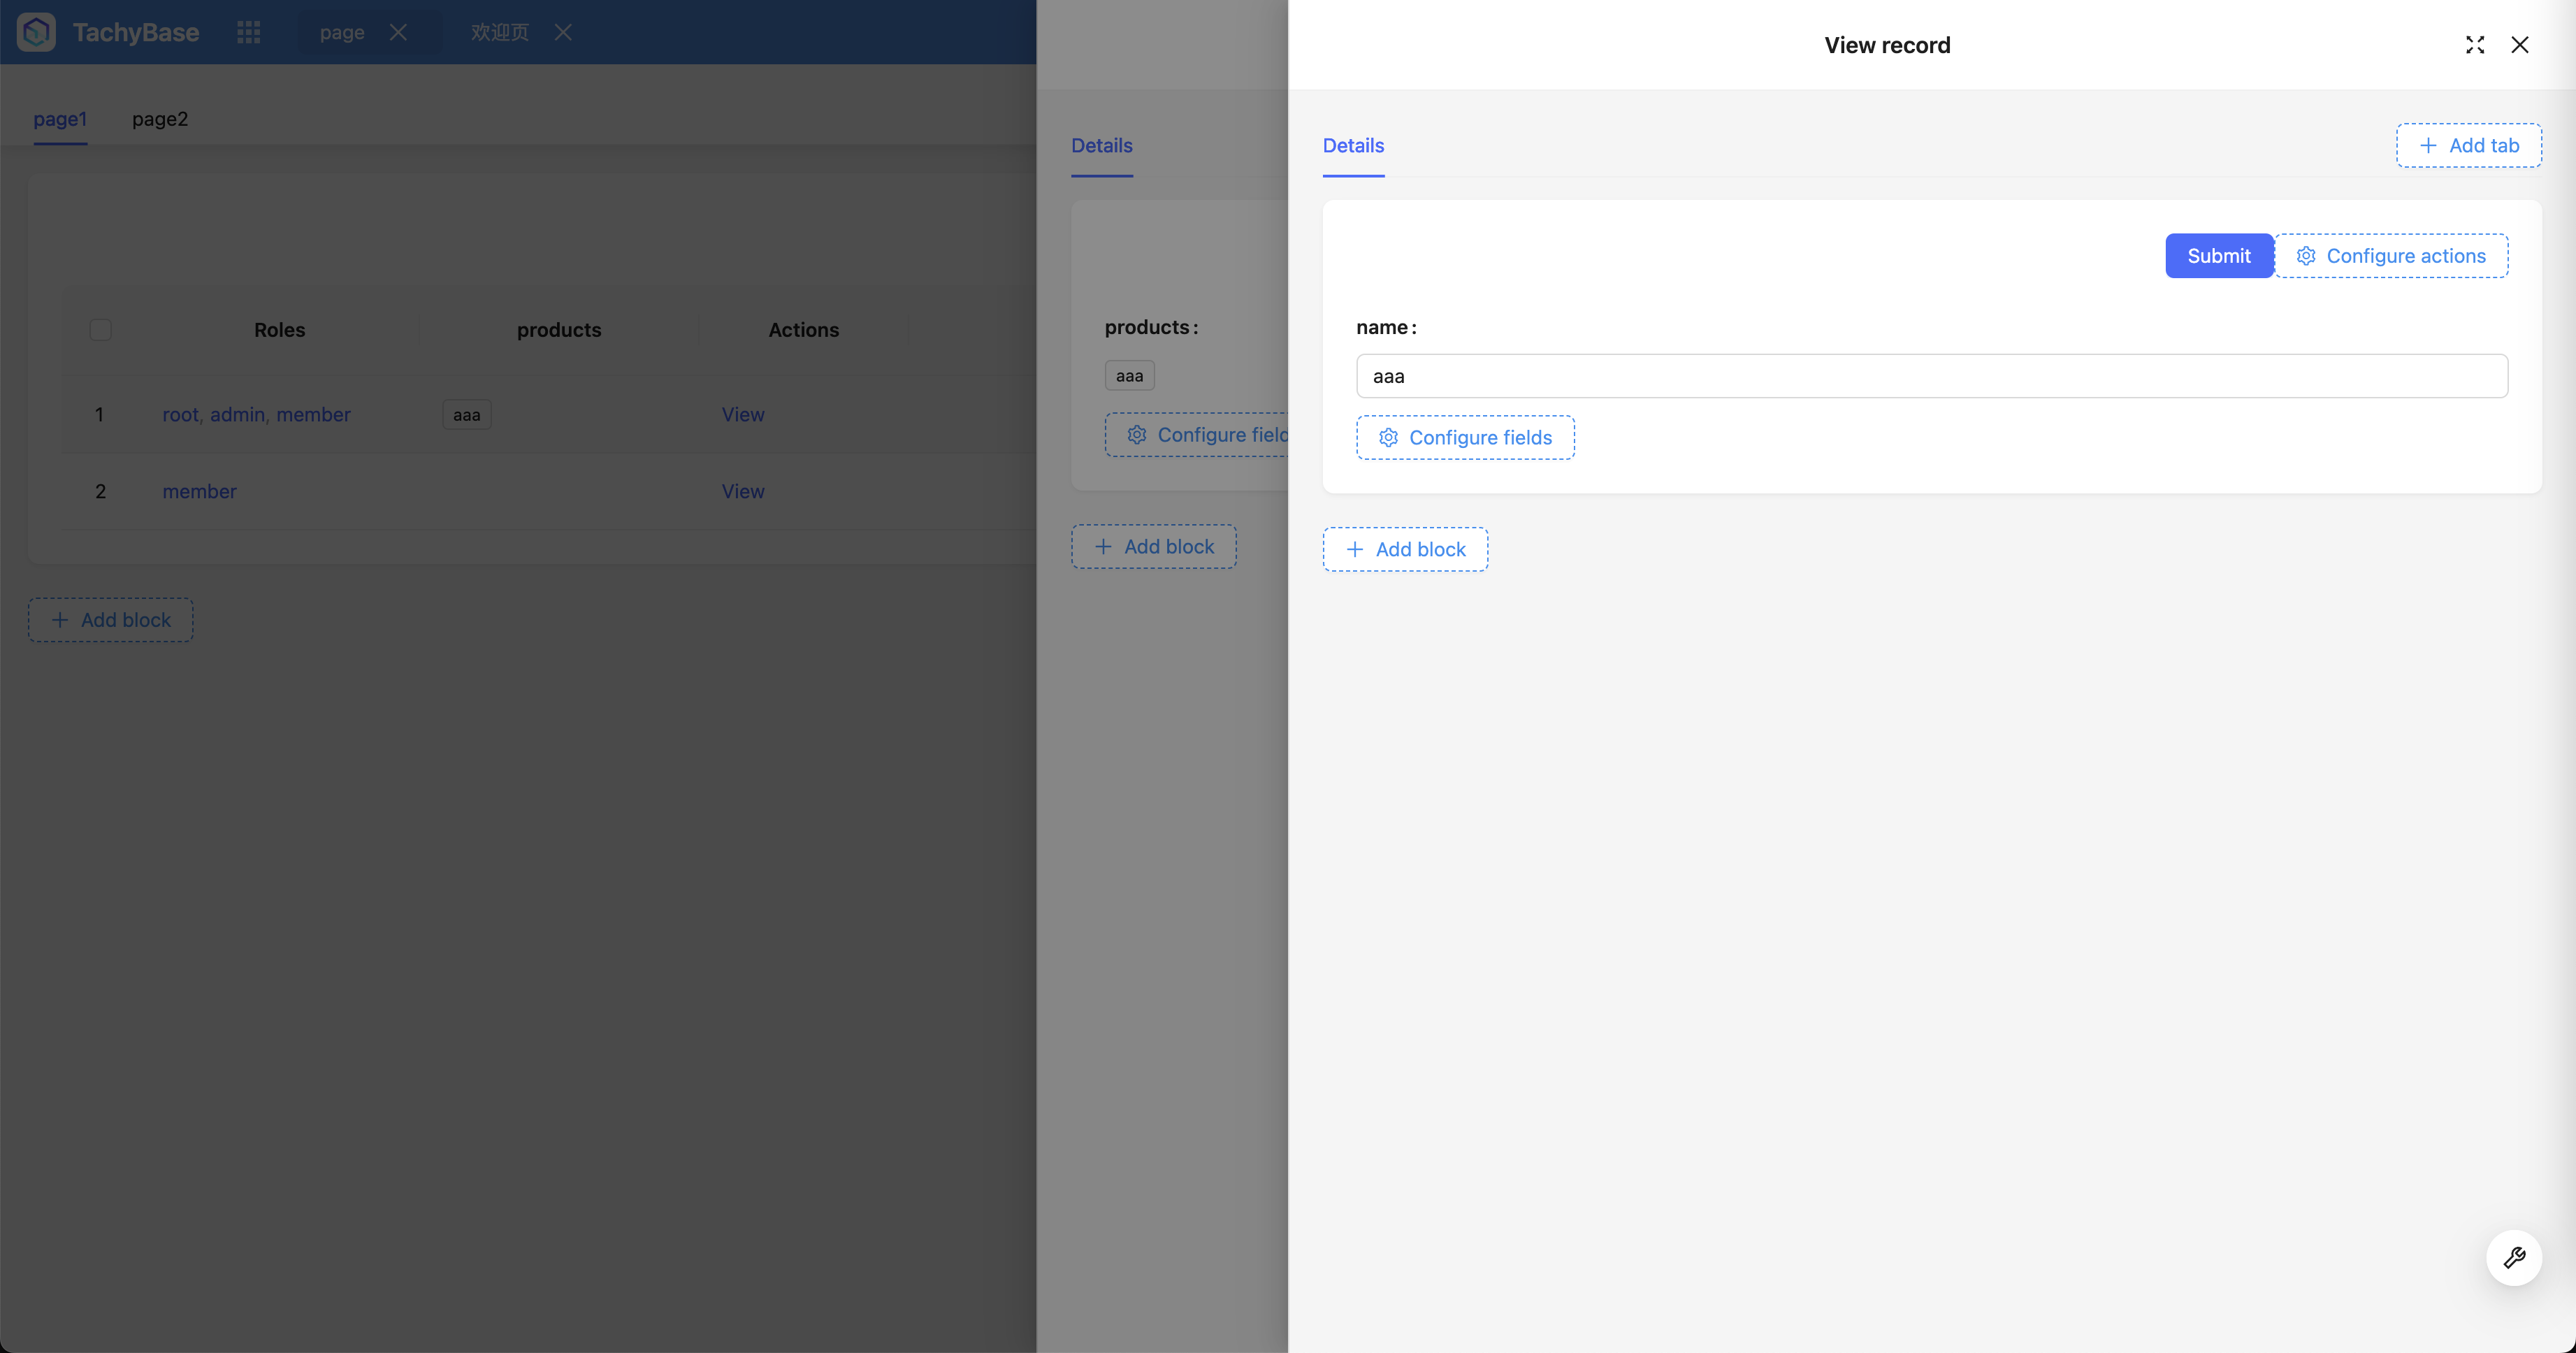 TachyBase
page
欢迎页
page1
page2
Roles
products
Actions
1
root, admin, member
aaa
View
2
member
View
Add block
Details
products:
aaa
Configure field
Add block
View record
Details
Add tab
Submit
Configure actions
name:
aaa
Configure fields
Add block